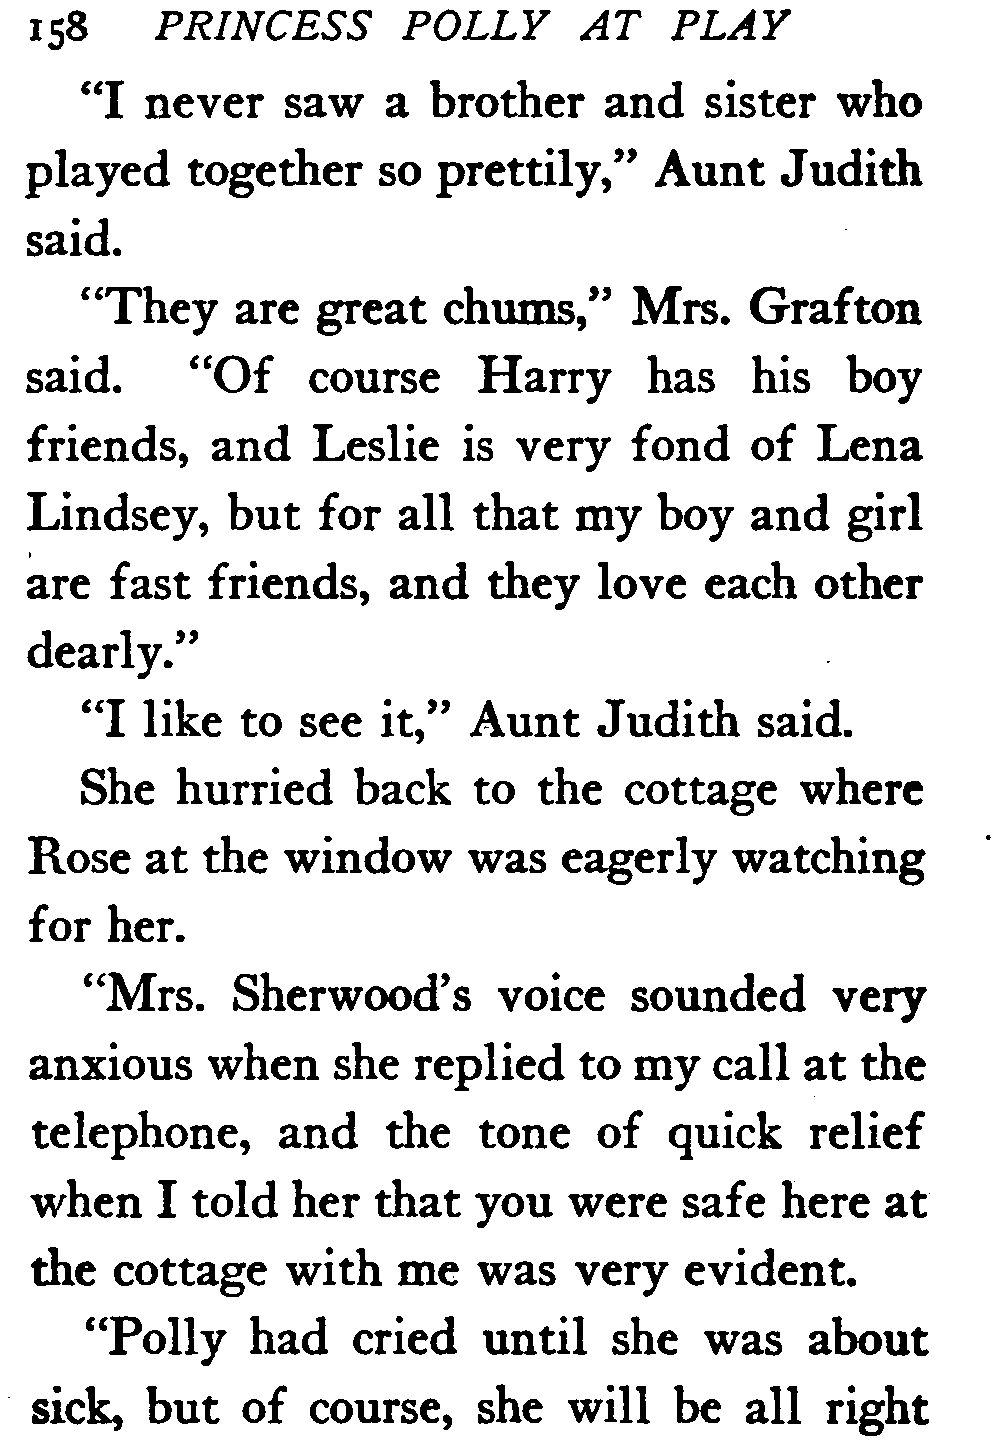 158 PRINCESS POLLY AT PLAY
“I never saw a brother and sister who
played together so prettily,” Aunt Judith
said.
“They are great chums,” Mrs. Grafton
said. “Of course Harry has his boy
friends, and Leslie is very fond of Lena
Lindsey, but for all that my boy and girl
are fast friends, and they love each other
dearly.”
“I like to see it,” Aunt Judith said.
She hurried back to the cottage where
Rose at the window was eagerly watching
for her.
“Mrs. Sherwood’s voice sounded very
anxious when she replied to my call at the
telephone, and the tone of quick relief
when I told her that you were safe here at
the cottage with me was very evident.
“Polly had cried until she was about
sick, but of course, she will be all right